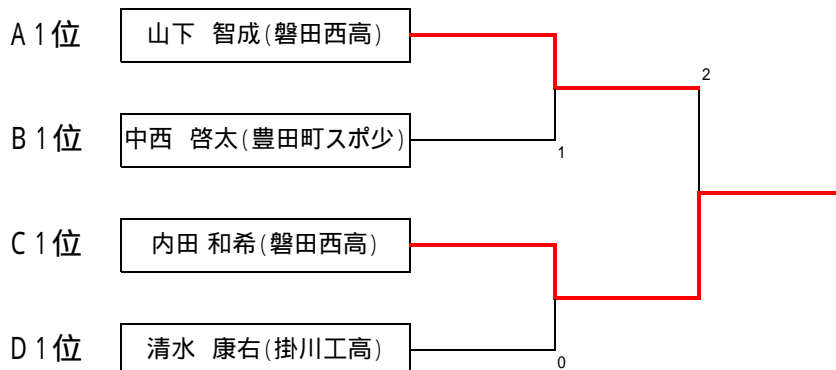 A1位 山下 智成(磐田西高)
2
B1位 中西 啓太(豊田町スポ少)
1
C1位 内田 和希(磐田西高)
D1位 清水 康右(掛川工高)
0